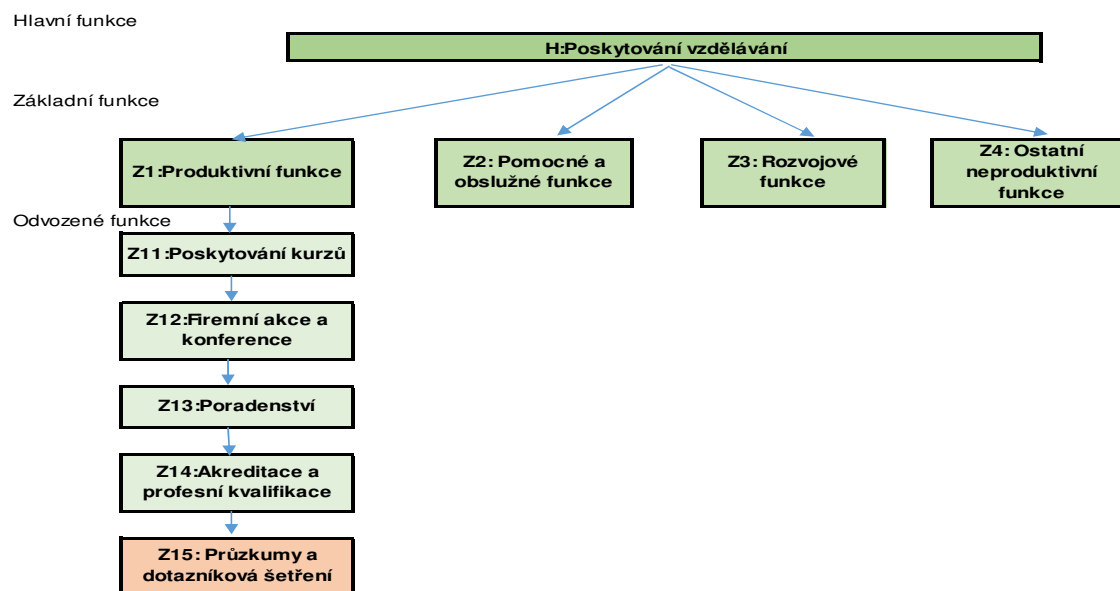 Hlavní funkce
H:Poskytování vzdělávání
Základní funkce
Z1:Produktivní funkce
Z2: Pomocné a
obslužné funkce
Z3: Rozvojové
funkce
Z4: Ostatní
neproduktivní
funkce
Odvozené funkce
Z11:Poskytování kurzů
Z12:Firemní akce a
konference
Z13:Poradenství
Z14:Akreditace a
profesní kvalifikace
Z15: Průzkumy a
dotazníková šetření